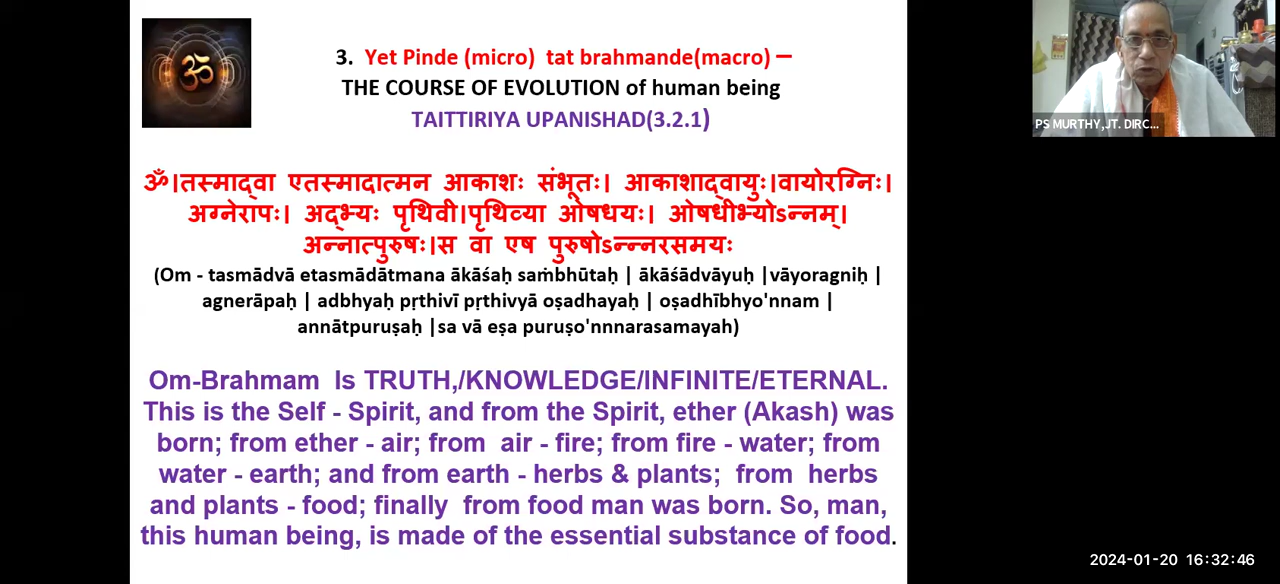 ॐ
3. Yet Pinde (micro) tat brahmande(macro) –
THE COURSE OF EVOLUTION of human being
TAITTIRIYA UPANISHAD(3.2.1)
ॐ।तस्माद्वा एतस्मादात्मन आकाशः संभूतः। आकाशाद्वायुः।वायोरग्निः।
अग्नेरापः। अद्भ्यः पृथिवी।पृथिव्या ओषधयः। ओषधीभ्योऽन्नम्।
अन्नात्पुरुषः।स वा एष पुरुषोऽन्न्नरसमयः
(Om - tasmādvā etasmādātmana ākāśaḥ saṁbhūtaḥ | ākāśādvāyuḥ |vāyoragniḥ |
agnerāpaḥ | adbhyaḥ pṛthivī pṛthivyā oṣadhayaḥ | oṣadhībhyo'nnam |
annātpuruṣaḥ |sa vā eṣa puruṣo'nnnarasamayaḥ)
Om-Brahmam Is TRUTH,/KNOWLEDGE/INFINITE/ETERNAL.
This is the Self - Spirit, and from the Spirit, ether (Akash) was
born; from ether - air; from air - fire; from fire - water; from
water - earth; and from earth - herbs & plants; from herbs
and plants - food; finally from food man was born. So, man,
this human being, is made of the essential substance of food.
PS MURTHY,JT. DIRC...
2024-01-20 16:32:46